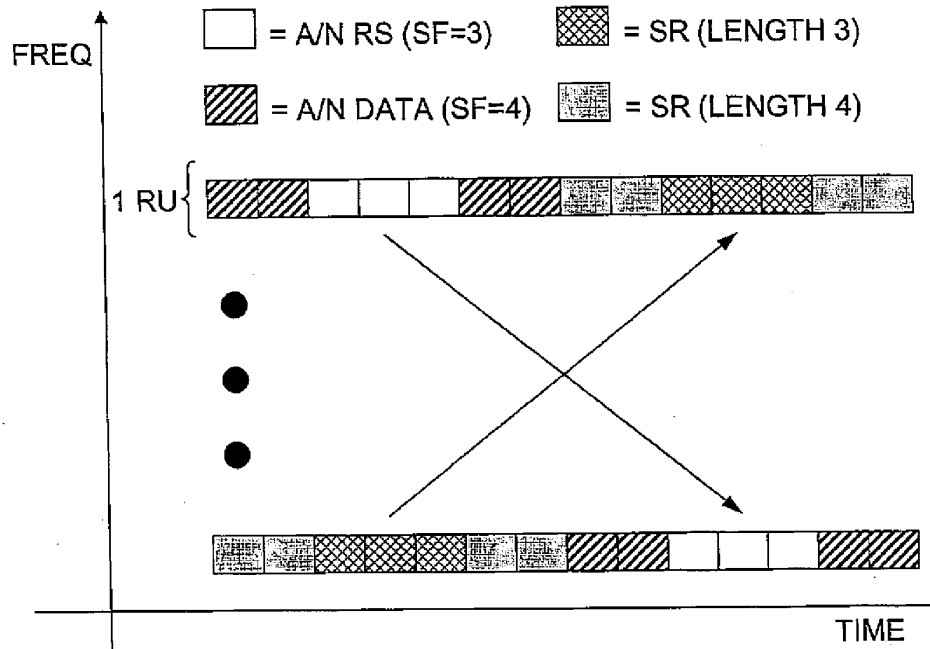 FREQ
= A/N RS (SF=3)
= SR (LENGTH 3)
= A/N DATA (SF=4)
= SR (LENGTH 4)
1 RU
TIME